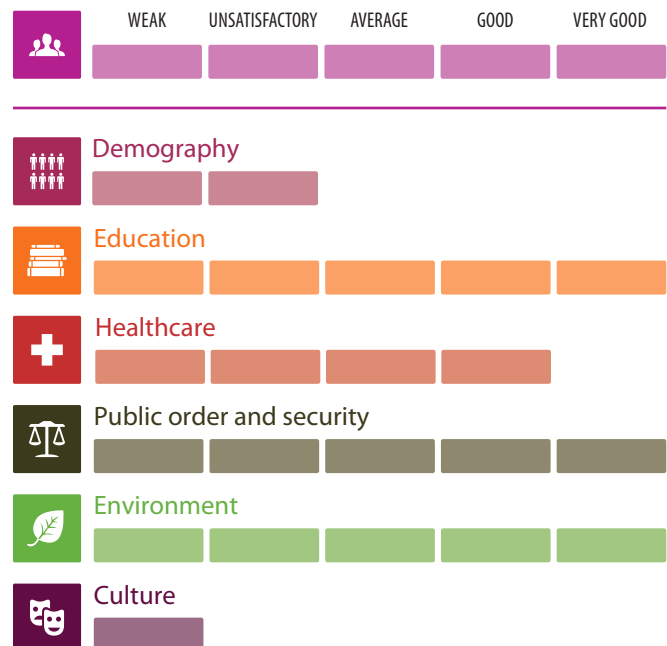 WEAK UNSATISFACTORY AVERAGE GOOD VERY GOOD
Demography
Education
Healthcare
Public order and security
Environment
Culture